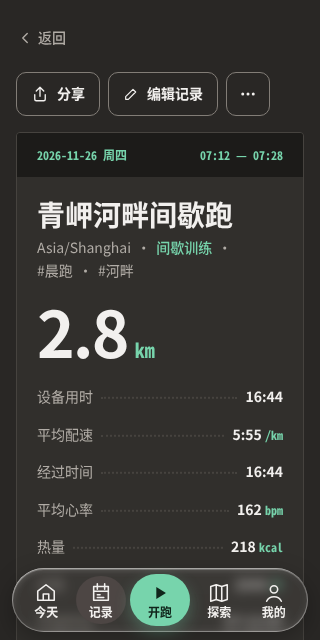 返回
分享 编辑记录 ···
2026-11-26 周四 07:12 — 07:28
青岬河畔间歇跑
Asia/Shanghai • 间歇训练 •
#晨跑 • #河畔
2.8 km
设备用时 16:44
平均配速 5:55 /km
经过时间 16:44
平均心率 162 bpm
热量 218 kcal
今天 记录 开跑 探索 我的